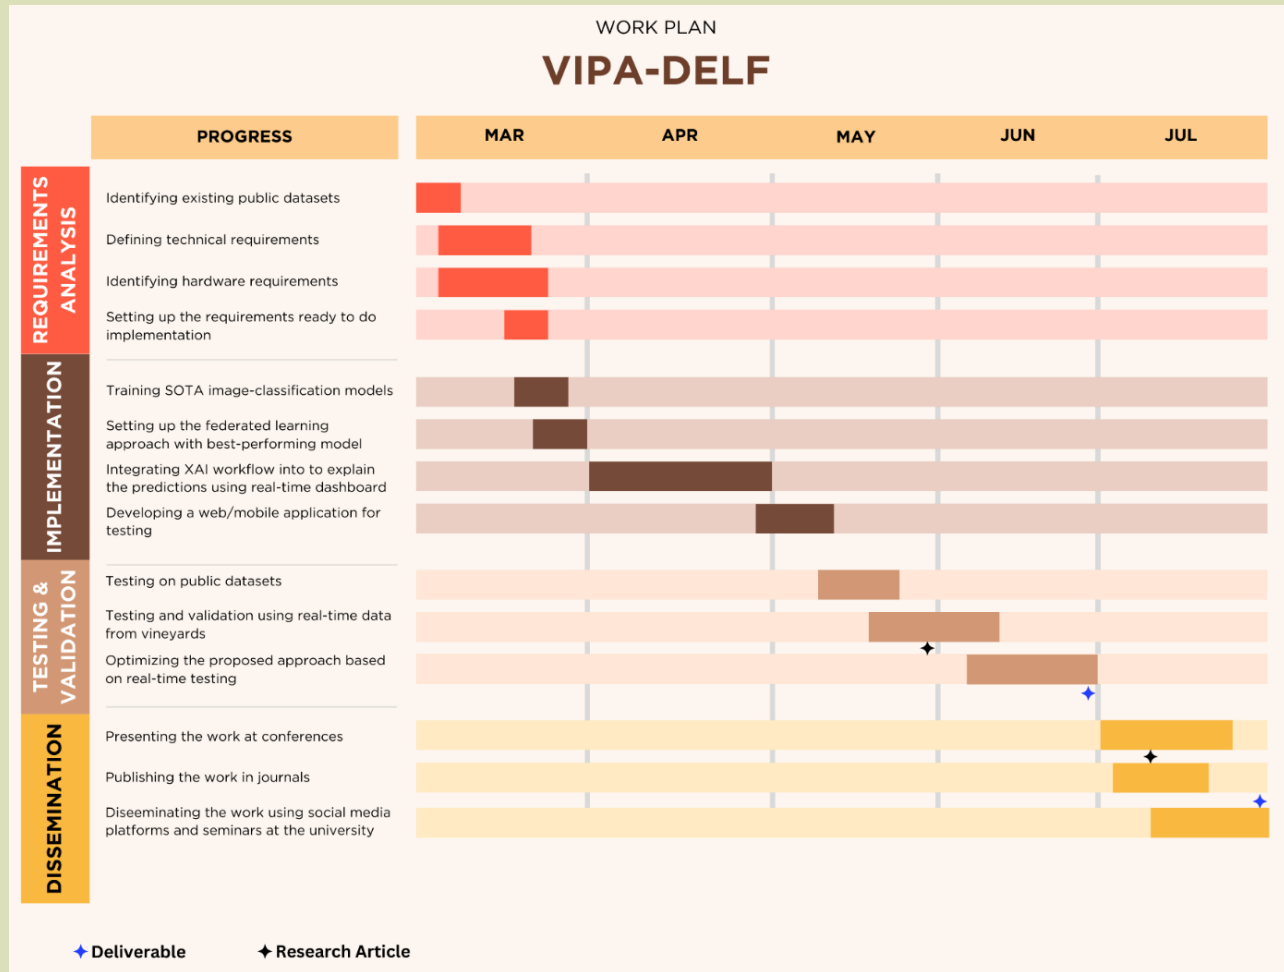 WORK PLAN
VIPA-DELF
PROGRESS
MAR
APR
MAY
JUN
JUL
REQUIREMENTS
ANALYSIS
Identifying existing public datasets
Defining technical requirements
Identifying hardware requirements
Setting up the requirements ready to do
implementation
IMPLEMENTATION
Training SOTA image-classification models
Setting up the federated learning
approach with best-performing model
Integrating XAI workflow into to explain
the predictions using real-time dashboard
Developing a web/mobile application for
testing
TESTING &
VALIDATION
Testing on public datasets
Testing and validation using real-time data
from vineyards
Optimizing the proposed approach based
on real-time testing
DISSEMINATION
Presenting the work at conferences
Publishing the work in journals
Diseeminating the work using social media
platforms and seminars at the university
Deliverable
Research Article